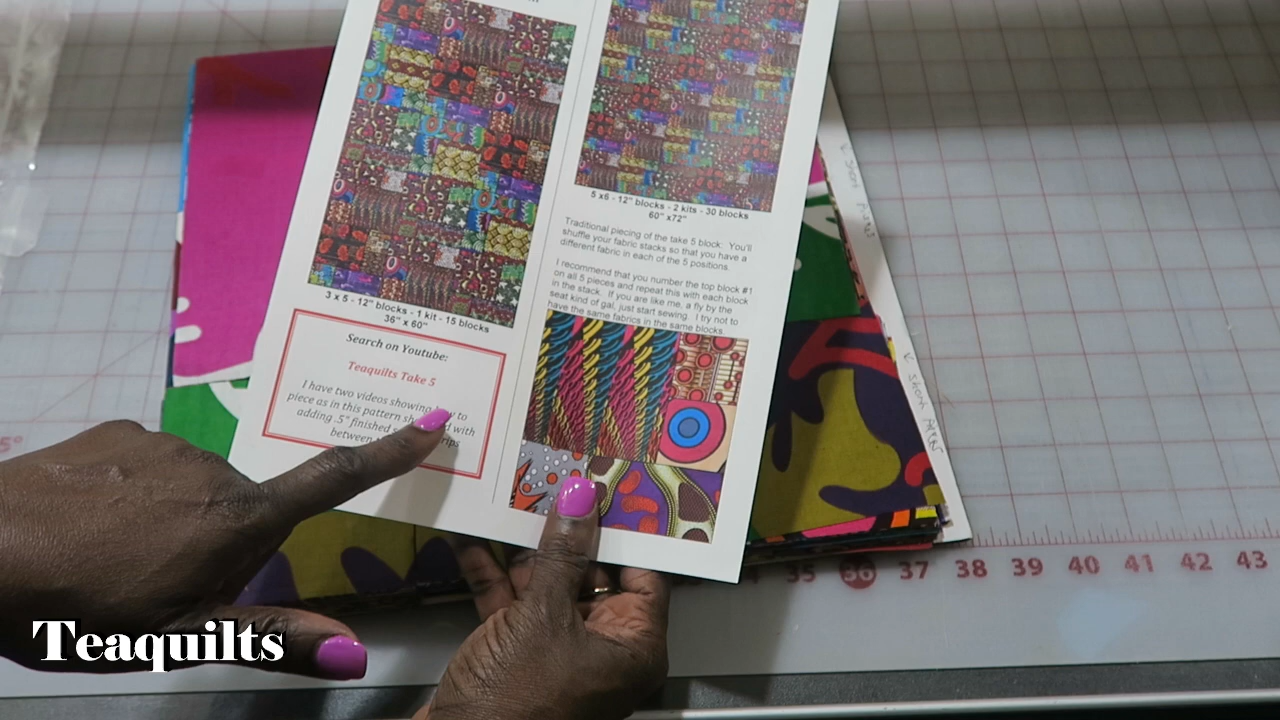 3 x 5 - 12" blocks - 1 kit - 15 blocks
36" x 60"
Search on Youtube:
Teaquilts Take 5
I have two videos showing how to
piece as in this pattern and with
adding .5" finished strips
between
5 x6 - 12" blocks - 2 kits - 30 blocks
60" x72"
Traditional piecing of the take 5 block: You'll
shuffle your fabric stacks so that you have a
different fabric in each of the 5 positions.
I recommend that you number the top block #1
on all 5 pieces and repeat this with each block
in the stack. If you are like me, a fly by the
seat kind of gal, just start sewing. I try not to
have the same fabrics in the same blocks.
35 36 37 38 39 40 41 42 43
Teaquilts